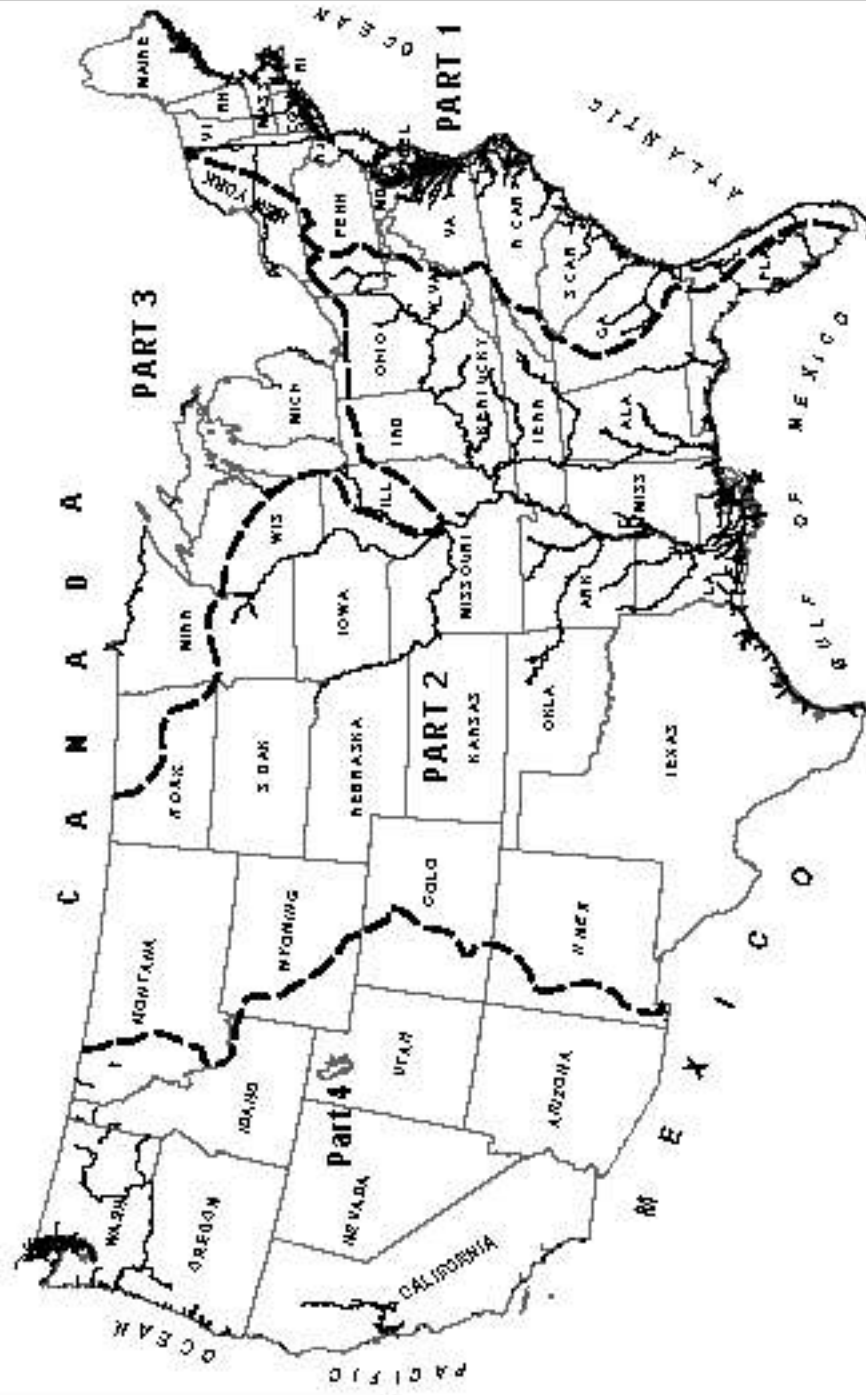 CANADA
PART 3
PART 1
PART 2
Part 4
MAINE
NH
MASS
RI
NEW YORK
PENN
NJ
MD
DEL
VA
W VA
N CAR
S CAR
FLA
OHIO
KENTUCKY
TENN
ALA
MICH
IND
ILL
WIS
MISS
MINN
IOWA
MISSOURI
ARK
LA
N DAK
S DAK
NEBRASKA
KANSAS
OKLA
TEXAS
MONTANA
WYOMING
COLO
N MEX
IDAHO
UTAH
ARIZONA
WASH
OREGON
NEVADA
CALIFORNIA
PACIFIC
OCEAN
ATLANTIC
OCEAN
GULF OF MEXICO
MEXICO